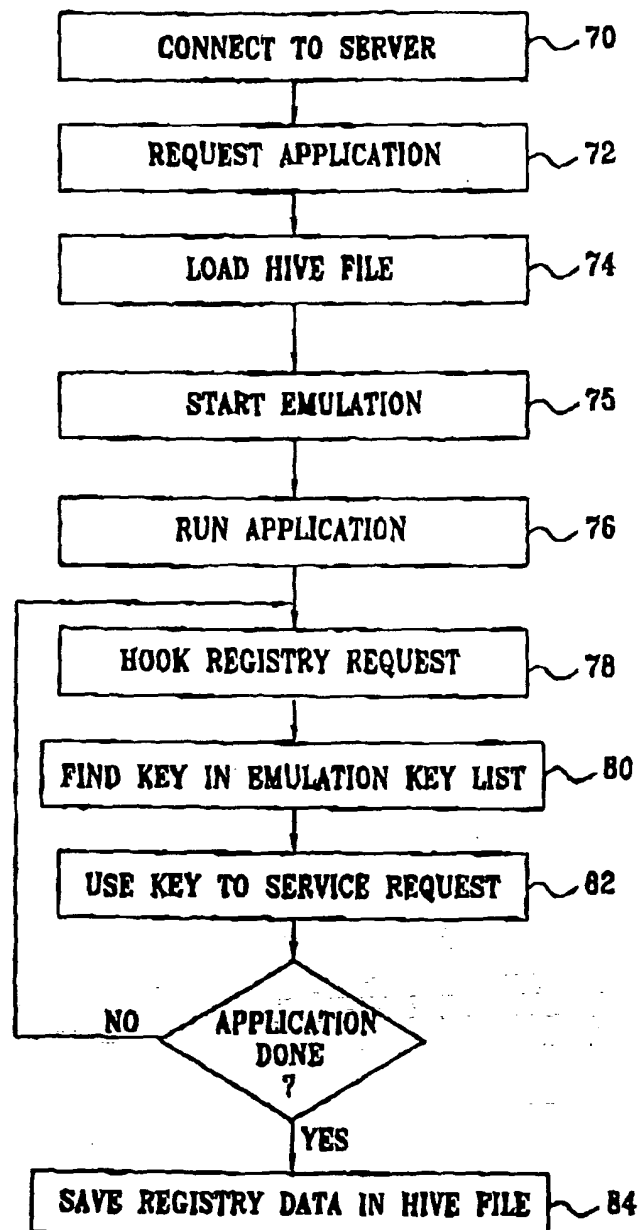 CONNECT TO SERVER 70
REQUEST APPLICATION 72
LOAD HIVE FILE 74
START EMULATION 75
RUN APPLICATION 76
HOOK REGISTRY REQUEST 78
FIND KEY IN EMULATION KEY LIST 80
USE KEY TO SERVICE REQUEST 82
NO
APPLICATION
DONE
?
YES
SAVE REGISTRY DATA IN HIVE FILE 84